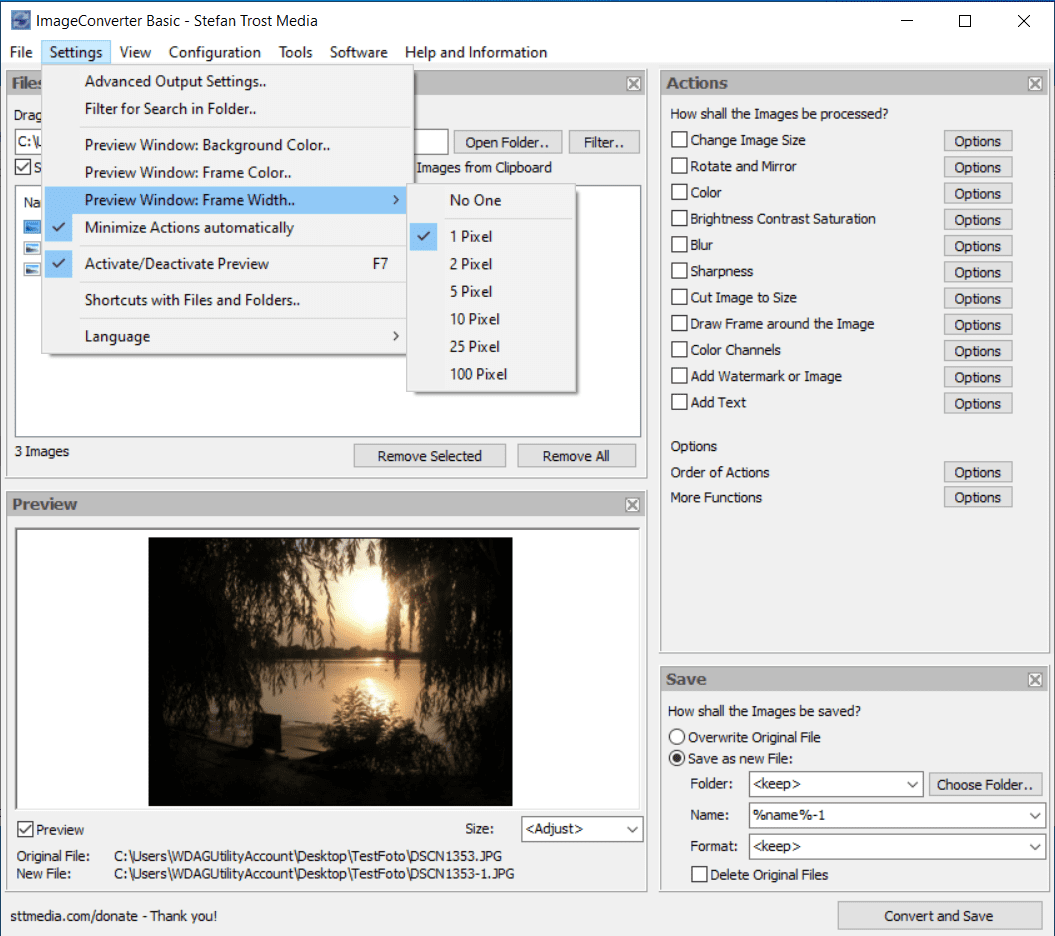 ImageConverter Basic - Stefan Trost Media
File Settings View Configuration Tools Software Help and Information
Files
Drag
C:\
Open Folder..
Filter..
S
Images from Clipboard
Na
Advanced Output Settings..
Filter for Search in Folder..
Preview Window: Background Color..
Preview Window: Frame Color..
Preview Window: Frame Width..
Minimize Actions automatically
Activate/Deactivate Preview F7
Shortcuts with Files and Folders..
Language
No One
1 Pixel
2 Pixel
5 Pixel
10 Pixel
25 Pixel
100 Pixel
3 Images
Remove Selected
Remove All
Preview
Preview
Size: <Adjust>
Original File: C:\Users\WDAGUtilityAccount\Desktop\TestFoto\DSCN1353.JPG
New File: C:\Users\WDAGUtilityAccount\Desktop\TestFoto\DSCN1353-1.JPG
Actions
How shall the Images be processed?
Change Image Size Options
Rotate and Mirror Options
Color Options
Brightness Contrast Saturation Options
Blur Options
Sharpness Options
Cut Image to Size Options
Draw Frame around the Image Options
Color Channels Options
Add Watermark or Image Options
Add Text Options
Options
Order of Actions Options
More Functions Options
Save
How shall the Images be saved?
Overwrite Original File
Save as new File:
Folder: <keep> Choose Folder..
Name: %name%-1
Format: <keep>
Delete Original Files
sttmedia.com/donate - Thank you!
Convert and Save